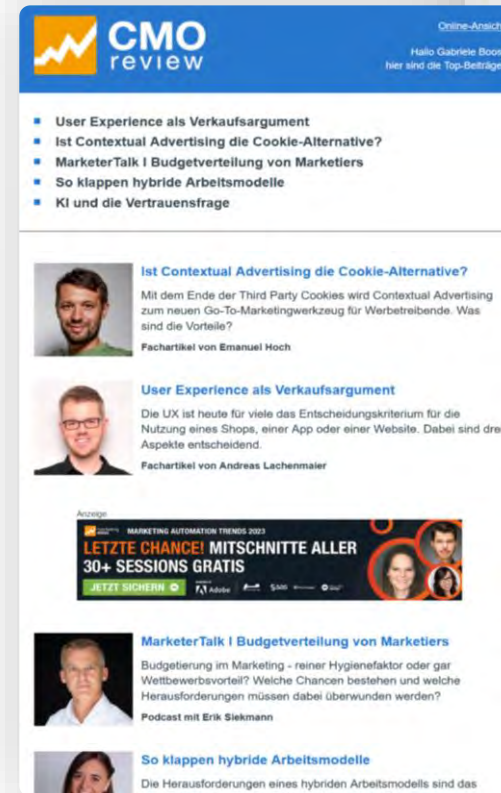 CMO
review
Online-Ansich
Hallo Gabriele Boos
hier sind die Top-Beiträge
User Experience als Verkaufsargument
Ist Contextual Advertising die Cookie-Alternative?
MarketerTalk I Budgetverteilung von Marketiers
So klappen hybride Arbeitsmodelle
KI und die Vertrauensfrage
Ist Contextual Advertising die Cookie-Alternative?
Mit dem Ende der Third Party Cookies wird Contextual Advertising
zum neuen Go-To-Marketingwerkzeug für Werbetreibende. Was
sind die Vorteile?
Fachartikel von Emanuel Hoch
User Experience als Verkaufsargument
Die UX ist heute für viele das Entscheidungskriterium für die
Nutzung eines Shops, einer App oder einer Website. Dabei sind drei
Aspekte entscheidend.
Fachartikel von Andreas Lachenmaier
Anzeige
MARKETING AUTOMATION TRENDS 2023
LETZTE CHANCE! MITSCHNITTE ALLER
30+ SESSIONS GRATIS
JETZT SICHERN
Adobe
SAS
MarketerTalk I Budgetverteilung von Marketiers
Budgetierung im Marketing - reiner Hygienefaktor oder gar
Wettbewerbsvorteil? Welche Chancen bestehen und welche
Herausforderungen müssen dabei überwunden werden?
Podcast mit Erik Siekmann
So klappen hybride Arbeitsmodelle
Die Herausforderungen eines hybriden Arbeitsmodells sind das